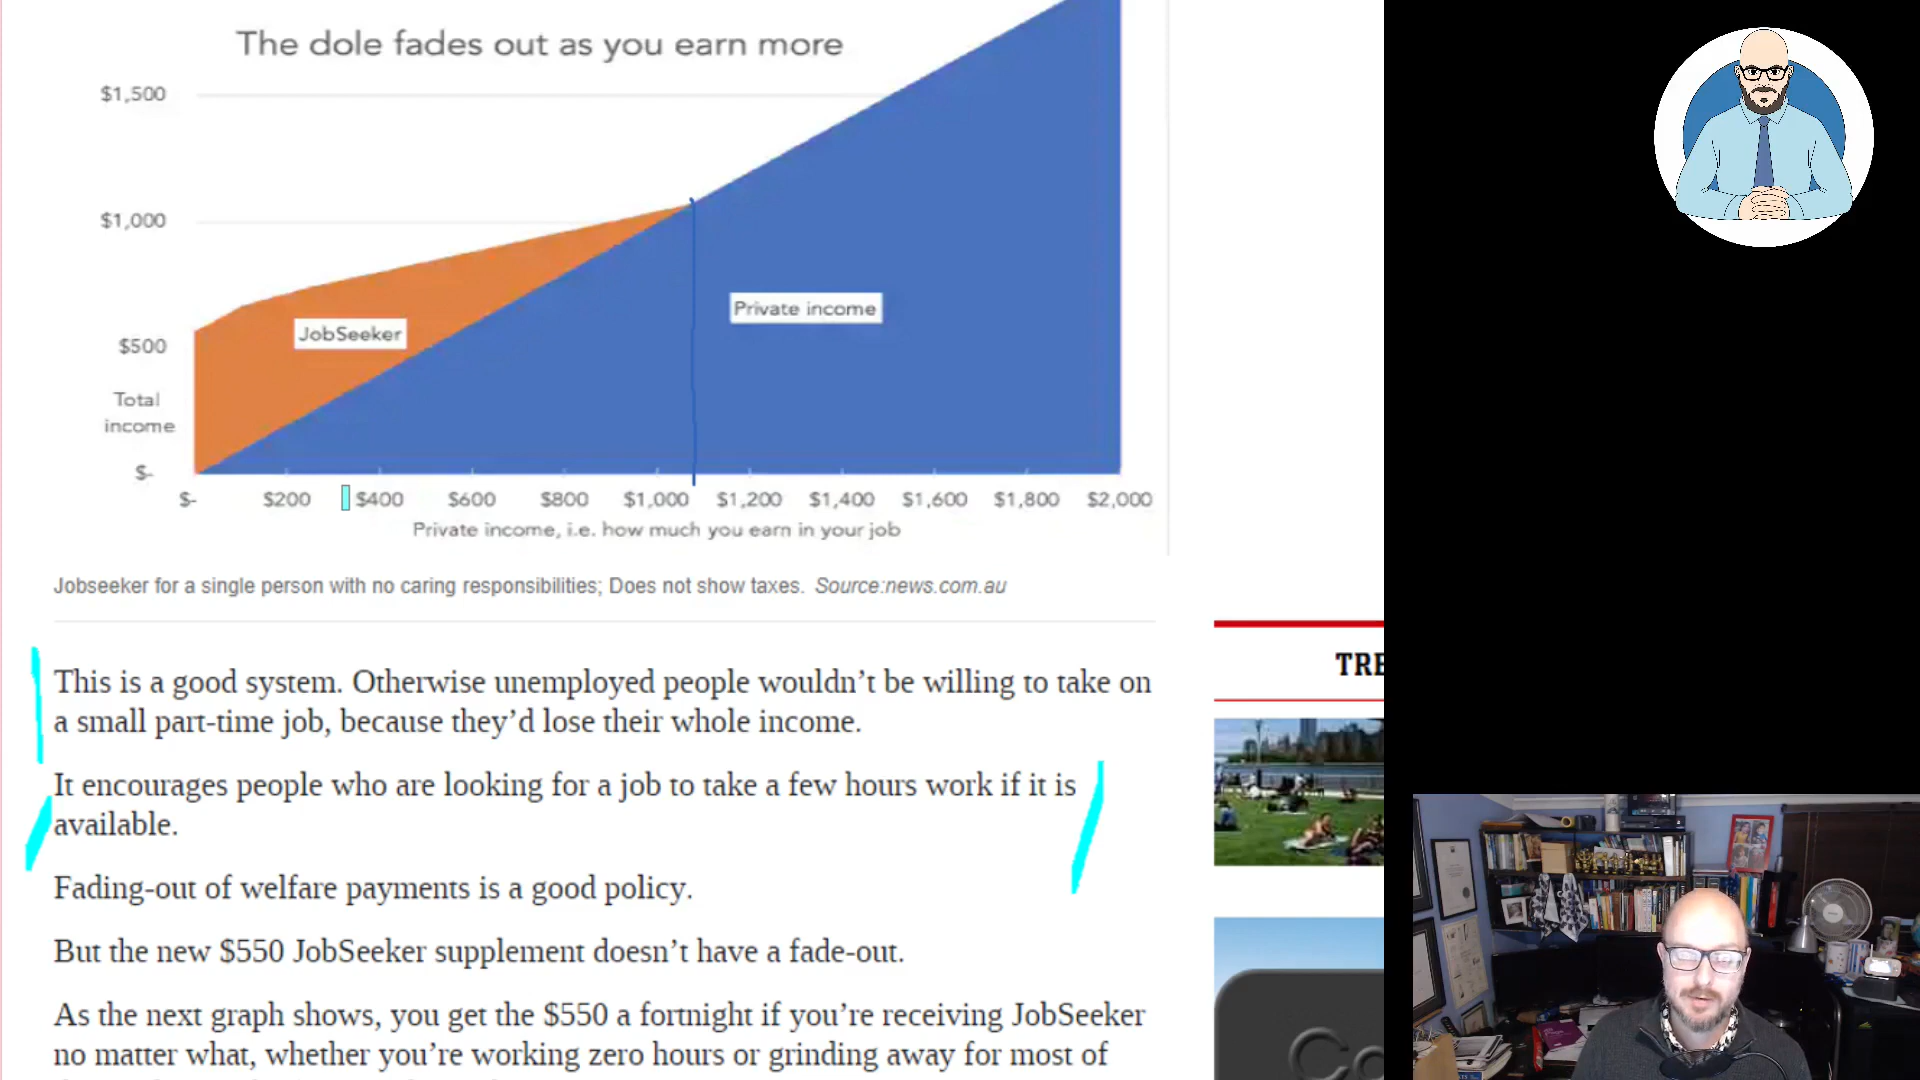 The dole fades out as you earn more
$1,500
$1,000
$500
Total
income
$-
JobSeeker
Private income
$- $200 $400 $600 $800 $1,000 $1,200 $1,400 $1,600 $1,800 $2,000
Private income, i.e. how much you earn in your job
Jobseeker for a single person with no caring responsibilities; Does not show taxes. Source:news.com.au
This is a good system. Otherwise unemployed people wouldn’t be willing to take on
a small part-time job, because they’d lose their whole income.
It encourages people who are looking for a job to take a few hours work if it is
available.
Fading-out of welfare payments is a good policy.
But the new $550 JobSeeker supplement doesn’t have a fade-out.
As the next graph shows, you get the $550 a fortnight if you’re receiving JobSeeker
no matter what, whether you’re working zero hours or grinding away for most of
TRE
Co